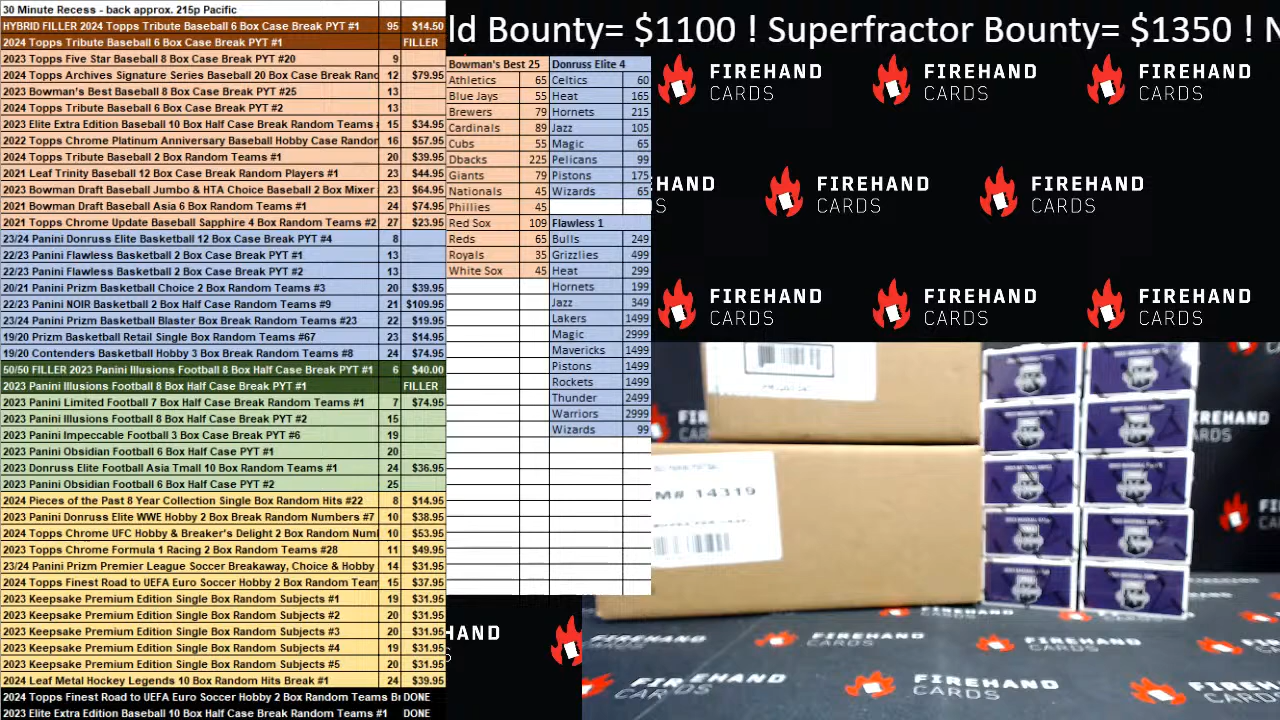 30 Minute Recess - back approx. 215p Pacific
HYBRID FILLER 2024 Topps Tribute Baseball 6 Box Case Break PYT #1 95 $14.50
2024 Topps Tribute Baseball 6 Box Case Break PYT #1 FILLER
2023 Topps Five Star Baseball 8 Box Case Break PYT #20 9
2024 Topps Archives Signature Series Baseball 20 Box Case Break Ranc 12 $79.95
2023 Bowman's Best Baseball 8 Box Case Break PYT #25 13
2024 Topps Tribute Baseball 6 Box Case Break PYT #2 13
2023 Elite Extra Edition Baseball 10 Box Half Case Break Random Teams # 15 $34.95
2022 Topps Chrome Platinum Anniversary Baseball Hobby Case Random 16 $57.95
2024 Topps Tribute Baseball 2 Box Random Teams #1 20 $39.95
2021 Leaf Trinity Baseball 12 Box Case Break Random Players #1 23 $44.95
2023 Bowman Draft Baseball Jumbo & HTA Choice Baseball 2 Box Mixer 23 $64.95
2021 Bowman Draft Baseball Asia 6 Box Random Teams #1 24 $74.95
2021 Topps Chrome Update Baseball Sapphire 4 Box Random Teams #2 27 $23.95
23/24 Panini Donruss Elite Basketball 12 Box Case Break PYT #4 8
22/23 Panini Flawless Basketball 2 Box Case Break PYT #1 13
22/23 Panini Flawless Basketball 2 Box Case Break PYT #2 13
20/21 Panini Prizm Basketball Choice 2 Box Random Teams #3 20 $39.95
22/23 Panini NOIR Basketball 2 Box Half Case Random Teams #9 21 $109.95
23/24 Panini Prizm Basketball Blaster Box Break Random Teams #23 22 $19.95
19/20 Prizm Basketball Retail Single Box Random Teams #67 23 $14.95
19/20 Contenders Basketball Hobby 3 Box Break Random Teams #8 24 $74.95
50/50 FILLER 2023 Panini Illusions Football 8 Box Half Case Break PYT #1 6 $40.00
2023 Panini Illusions Football 8 Box Half Case Break PYT #1 FILLER
2023 Panini Limited Football 7 Box Half Case Break Random Teams #1 7 $74.95
2023 Panini Illusions Football 8 Box Half Case Break PYT #2 15
2023 Panini Impeccable Football 3 Box Case Break PYT #6 19
2023 Panini Obsidian Football 6 Box Half Case PYT #1 20
2023 Donruss Elite Football Asia Tmall 10 Box Random Teams #1 24 $36.95
2023 Panini Obsidian Football 6 Box Half Case PYT #2 25
2024 Pieces of the Past 8 Year Collection Single Box Random Hits #22 8 $14.95
2023 Panini Donruss Elite WWE Hobby 2 Box Break Random Numbers #7 10 $38.95
2024 Topps Chrome UFC Hobby & Breaker's Delight 2 Box Random Numl 10 $53.95
2023 Topps Chrome Formula 1 Racing 2 Box Random Teams #28 11 $49.95
23/24 Panini Prizm Premier League Soccer Breakaway, Choice & Hobby 14 $31.95
2024 Topps Finest Road to UEFA Euro Soccer Hobby 2 Box Random Team 15 $37.95
2023 Keepsake Premium Edition Single Box Random Subjects #1 19 $31.95
2023 Keepsake Premium Edition Single Box Random Subjects #2 20 $31.95
2023 Keepsake Premium Edition Single Box Random Subjects #3 20 $31.95
2023 Keepsake Premium Edition Single Box Random Subjects #4 19 $31.95
2023 Keepsake Premium Edition Single Box Random Subjects #5 20 $31.95
2024 Leaf Metal Hockey Legends 10 Box Random Hits Break #1 24 $39.95
2024 Topps Finest Road to UEFA Euro Soccer Hobby 2 Box Random Teams Br DONE
2023 Elite Extra Edition Baseball 10 Box Half Case Break Random Teams #1 DONE
ld Bounty= $1100 ! Superfractor Bounty= $1350 ! N
Bowman's Best 25
Athletics 65
Blue Jays 55
Brewers 79
Cardinals 89
Cubs 55
Dbacks 225
Giants 79
Nationals 45
Phillies 45
Red Sox 109
Reds 65
Royals 35
White Sox 45
Donruss Elite 4
Celtics 60
Heat 165
Hornets 215
Jazz 105
Magic 65
Pelicans 99
Pistons 175
Wizards 65
Flawless 1
Bulls 249
Grizzlies 499
Heat 299
Hornets 199
Jazz 349
Lakers 1499
Magic 2999
Mavericks 1499
Pistons 1499
Rockets 1499
Thunder 2499
Warriors 2999
Wizards 99
FIREHAND CARDS
FIREHAND CARDS
FIREHAND CARDS
EHAND S
FIREHAND CARDS
FIREHAND CARDS
FIREHAND CARDS
FIREHAND CARDS
FIREHAND CARDS
M# 14319
HAND S
FIREHAND
FIREHAND
FIREHAND CARDS
FIREHAND CARDS
FIREHAND